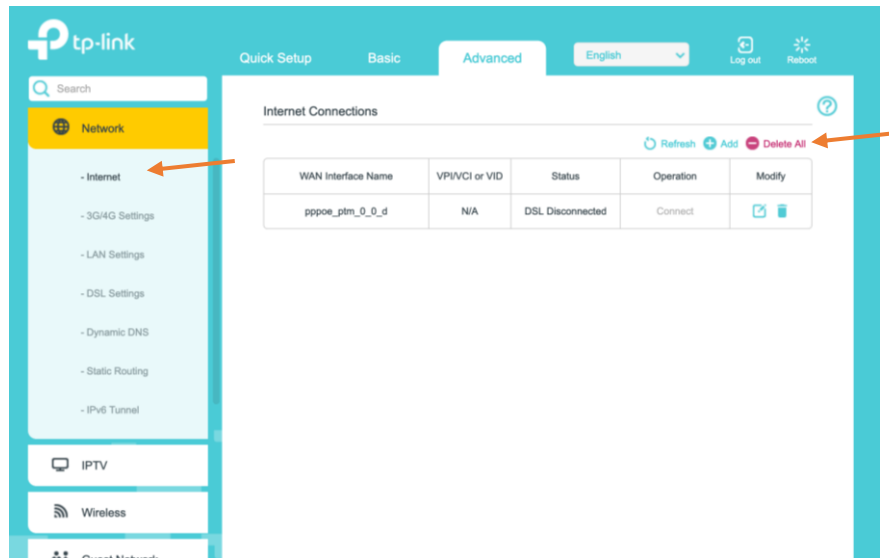 tp-link
Quick Setup Basic Advanced English Log out Reboot
Search
Internet Connections
Network
Refresh Add Delete All
- Internet
WAN Interface Name VPI/VCI or VID Status Operation Modify
pppoe_ptm_0_0_d N/A DSL Disconnected Connect
- 3G/4G Settings
- LAN Settings
- DSL Settings
- Dynamic DNS
- Static Routing
- IPv6 Tunnel
IPTV
Wireless
Guest Network